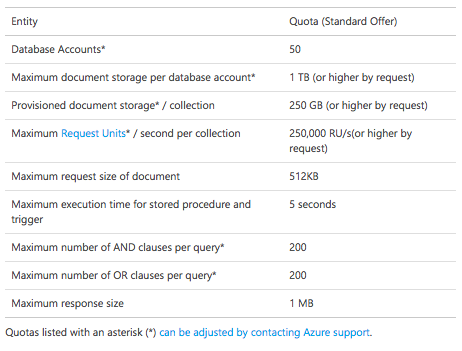 Entity Quota (Standard Offer)
Database Accounts* 50
Maximum document storage per database account* 1 TB (or higher by request)
Provisioned document storage* / collection 250 GB (or higher by request)
Maximum Request Units* / second per collection 250,000 RU/s(or higher by
request)
Maximum request size of document 512KB
Maximum execution time for stored procedure and 5 seconds
trigger
Maximum number of AND clauses per query* 200
Maximum number of OR clauses per query* 200
Maximum response size 1 MB
Quotas listed with an asterisk (*) can be adjusted by contacting Azure support.